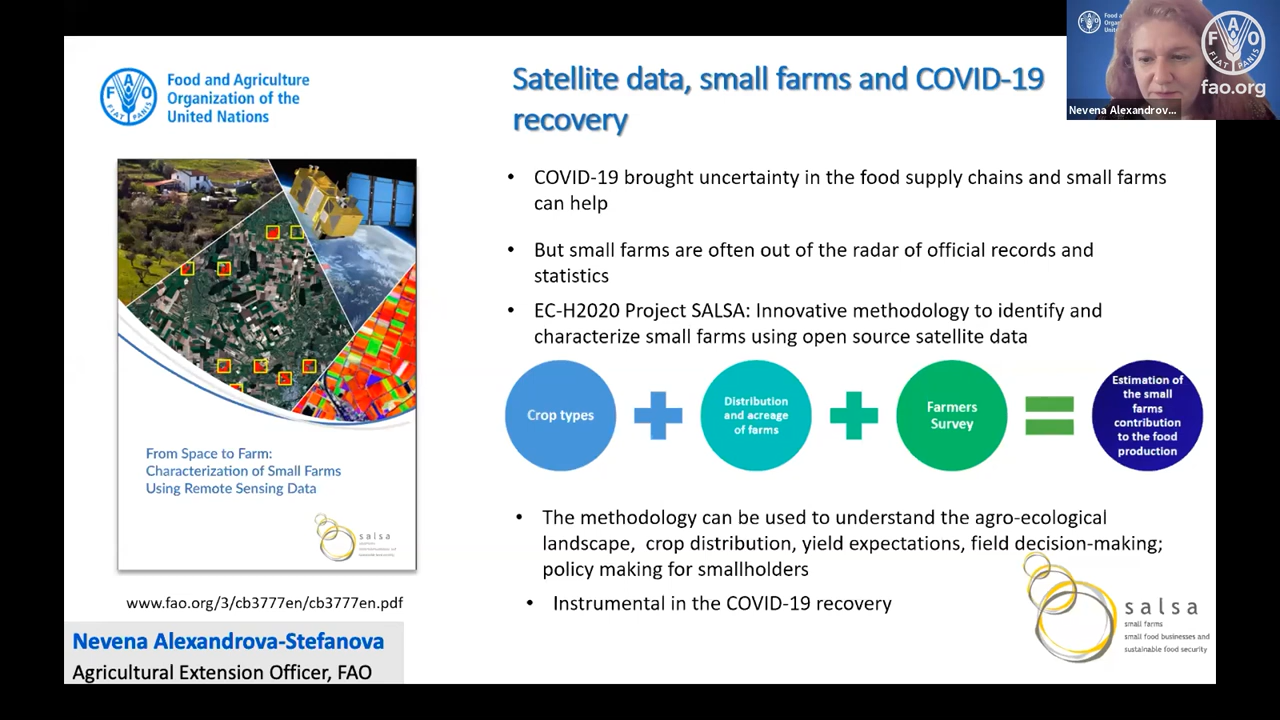 Food and Agriculture
Organization of the
United Nations
Satellite data, small farms and COVID-19
recovery
Nevena Alexandrov...
FAO
FIAT PANIS
fao.org
• COVID-19 brought uncertainty in the food supply chains and small farms
can help
• But small farms are often out of the radar of official records and
statistics
• EC-H2020 Project SALSA: Innovative methodology to identify and
characterize small farms using open source satellite data
Crop types
+
Distribution
and acreage
of farms
+
Farmers
Survey
=
Estimation of
the small
farms
contribution
to the food
production
• The methodology can be used to understand the agro-ecological
landscape, crop distribution, yield expectations, field decision-making;
policy making for smallholders
• Instrumental in the COVID-19 recovery
From Space to Farm:
Characterization of Small Farms
Using Remote Sensing Data
salsa
www.fao.org/3/cb3777en/cb3777en.pdf
Nevena Alexandrova-Stefanova
Agricultural Extension Officer, FAO
salsa
small farms
small food businesses and
sustainable food security